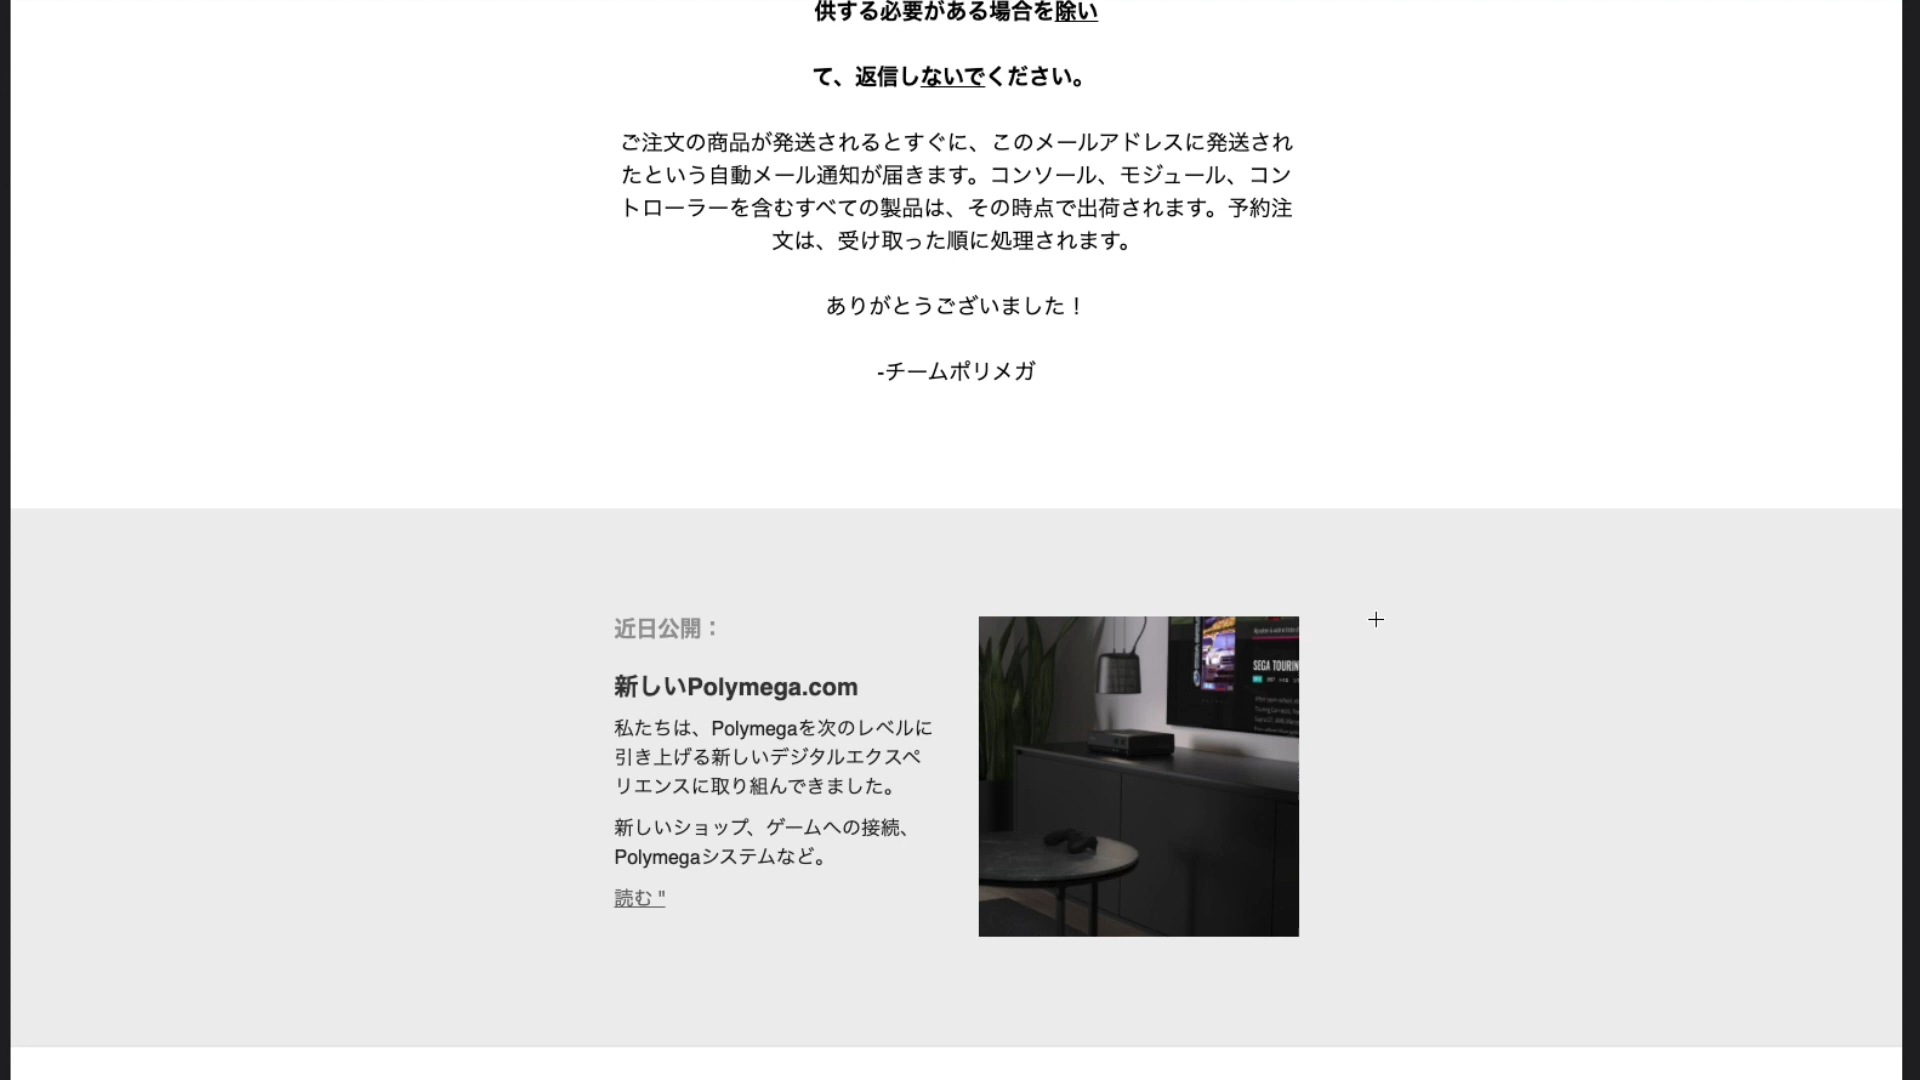 供する必要がある場合を除い
て、返信しないでください。
ご注文の商品が発送されるとすぐに、このメールアドレスに発送され
たという自動メール通知が届きます。コンソール、モジュール、コン
トローラーを含むすべての製品は、その時点で出荷されます。予約注
文は、受け取った順に処理されます。
ありがとうございました！
-チームポリメガ
近日公開：
新しいPolymega.com
私たちは、Polymegaを次のレベルに
引き上げる新しいデジタルエクスペ
リエンスに取り組んできました。
新しいショップ、ゲームへの接続、
Polymegaシステムなど。
読む "
SEGA TOURIN